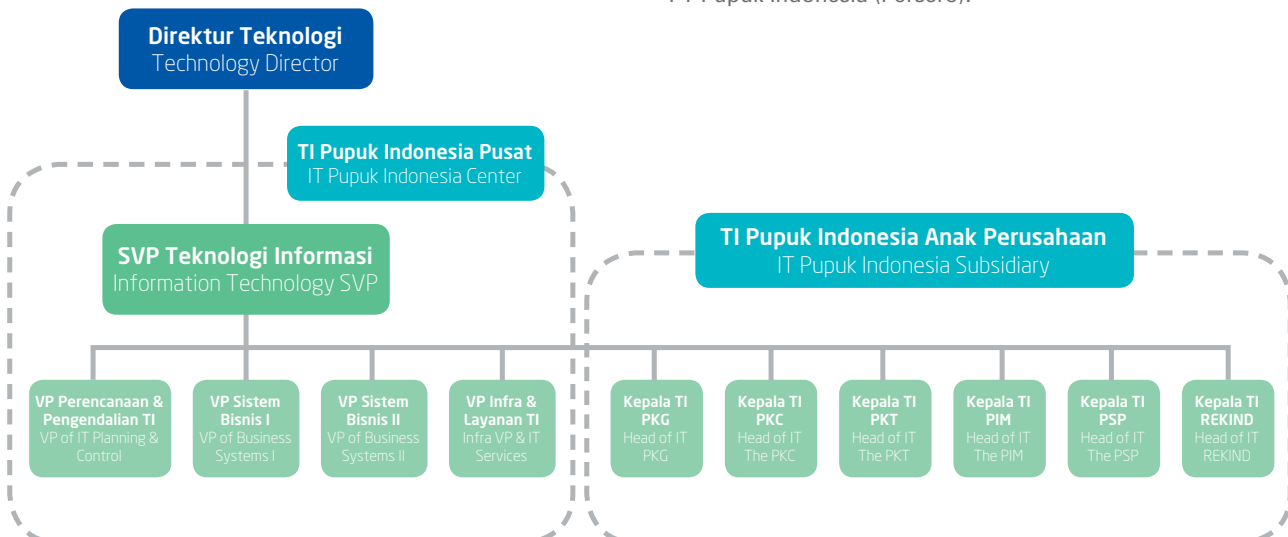 PT Pupuk Indonesia (Persero).
Direktur Teknologi
Technology Director
TI Pupuk Indonesia Pusat
IT Pupuk Indonesia Center
SVP Teknologi Informasi
Information Technology SVP
TI Pupuk Indonesia Anak Perusahaan
IT Pupuk Indonesia Subsidiary
VP Perencanaan &
Pengendalian TI
VP of IT Planning &
Control
VP Sistem
Bisnis I
VP of Business
Systems I
VP Sistem
Bisnis II
VP of Business
Systems II
VP Infra &
Layanan TI
Infra VP & IT
Services
Kepala TI
PKG
Head of IT
PKG
Kepala TI
PKC
Head of IT
The PKC
Kepala TI
PKT
Head of IT
The PKT
Kepala TI
PIM
Head of IT
The PIM
Kepala TI
PSP
Head of IT
The PSP
Kepala TI
REKIND
Head of IT
REKIND